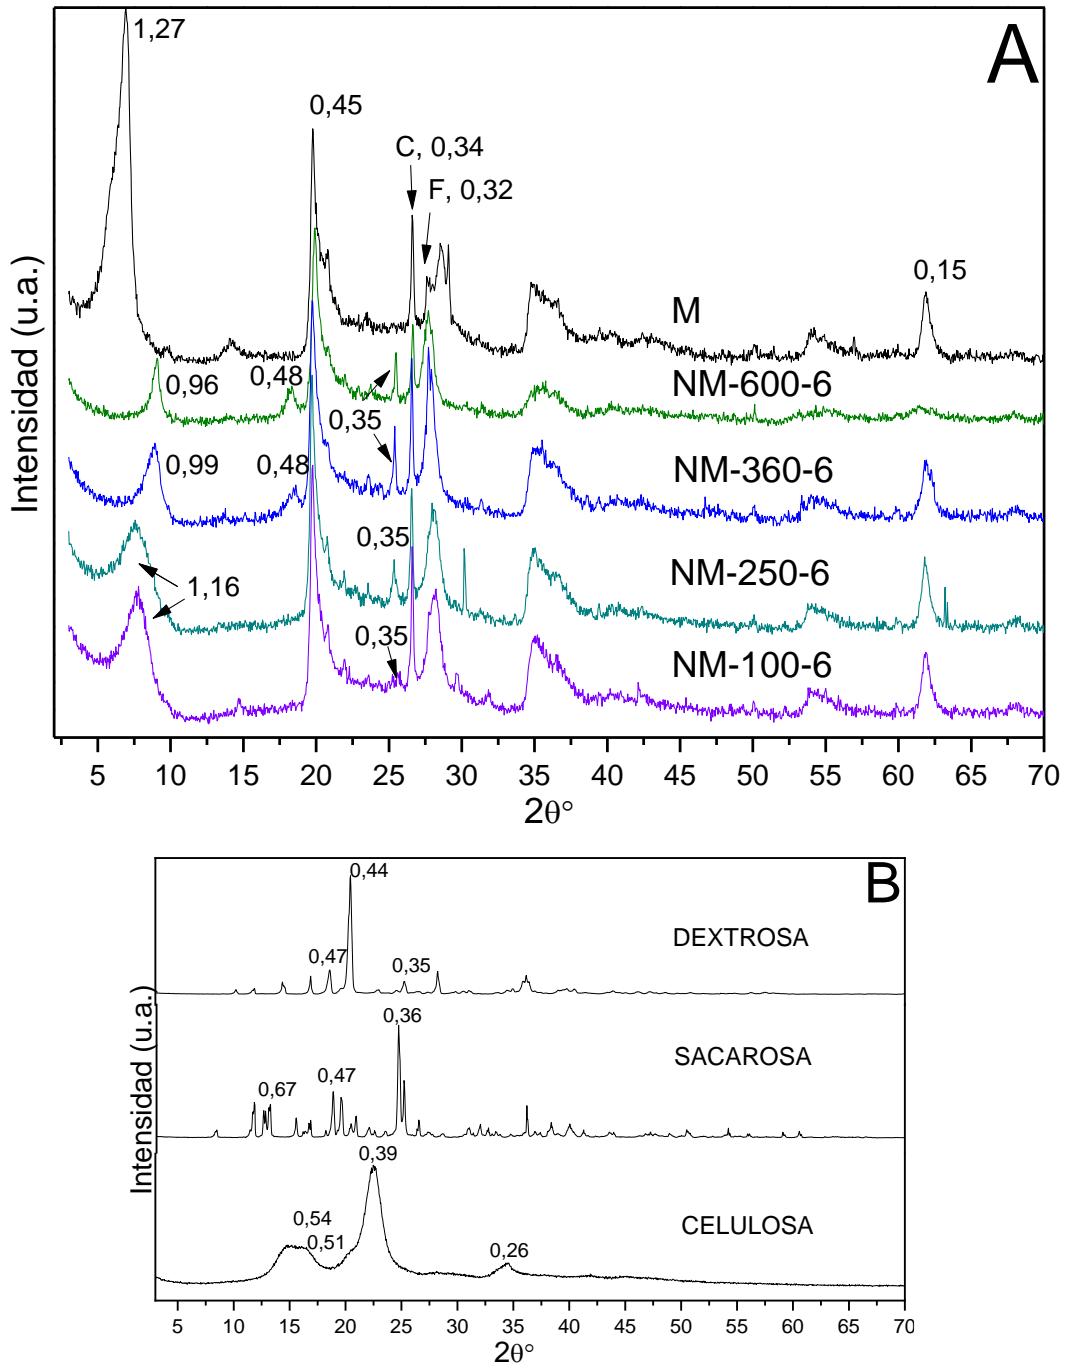 A
1,27
0,45
C, 0,34
F, 0,32
0,15
M
0,96
0,48
NM-600-6
0,35
0,99
0,48
NM-360-6
0,35
1,16
NM-250-6
0,35
NM-100-6
Intensidad (u.a.)
5 10 15 20 25 30 35 40 45 50 55 60 65 70
2θ°
B
0,44
DEXTROSA
0,47
0,35
0,36
SACAROSA
0,67
0,47
0,39
CELULOSA
0,54
0,51
0,26
Intensidad (u.a.)
5 10 15 20 25 30 35 40 45 50 55 60 65 70
2θ°